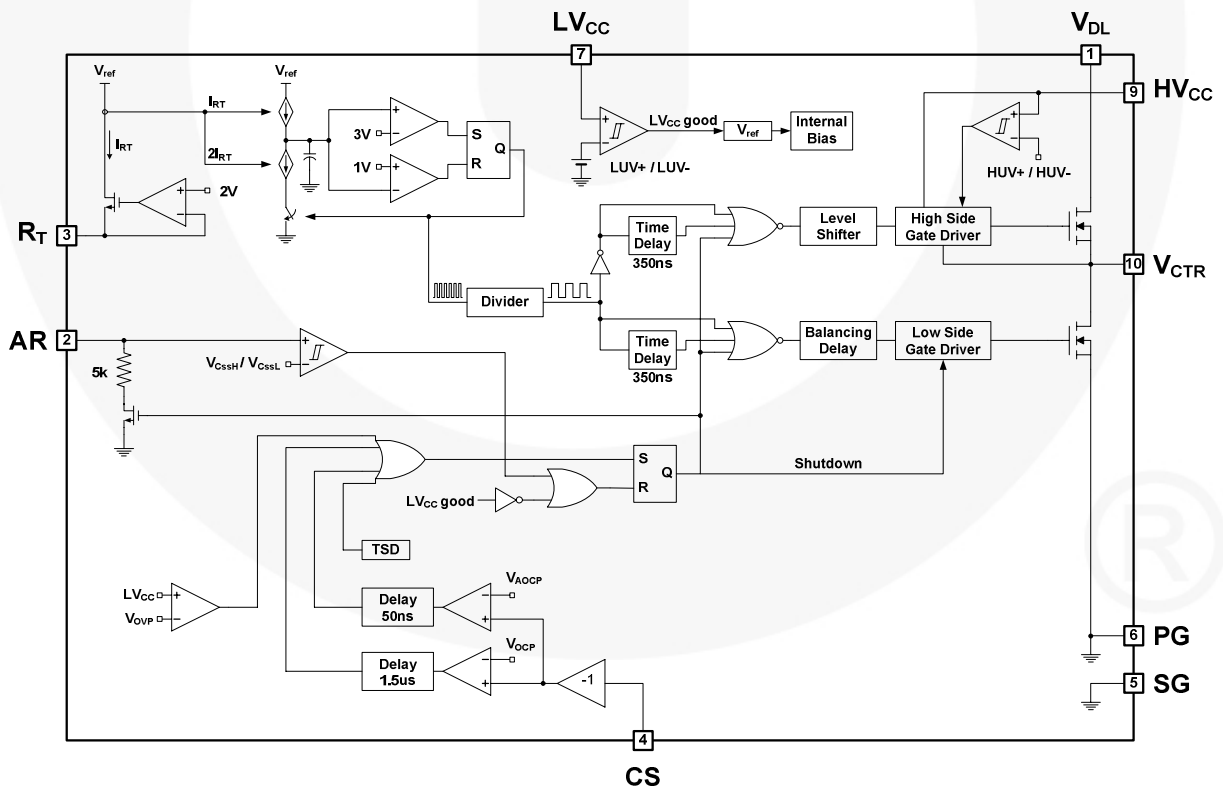 LVCC
VDL
7
1
Vref
Vref
IRT
IRT
2IRT
3V
1V
+
−
+
−
S
R
Q
+
−
2V
RT
3
+
−
LVCC good
LUV+ / LUV-
Vref
Internal
Bias
9
HVCC
+
−
HUV+ / HUV-
Time
Delay
350ns
Level
Shifter
High Side
Gate Driver
10
VCTR
Divider
Time
Delay
350ns
Balancing
Delay
Low Side
Gate Driver
AR
2
5k
+
−
VCssH / VCssL
S
R
Q
Shutdown
LVCC good
TSD
LVCC
VOVP
+
−
Delay
50ns
VAOCP
−
+
Delay
1.5us
VOCP
−
+
-1
6
PG
5
SG
4
CS
®